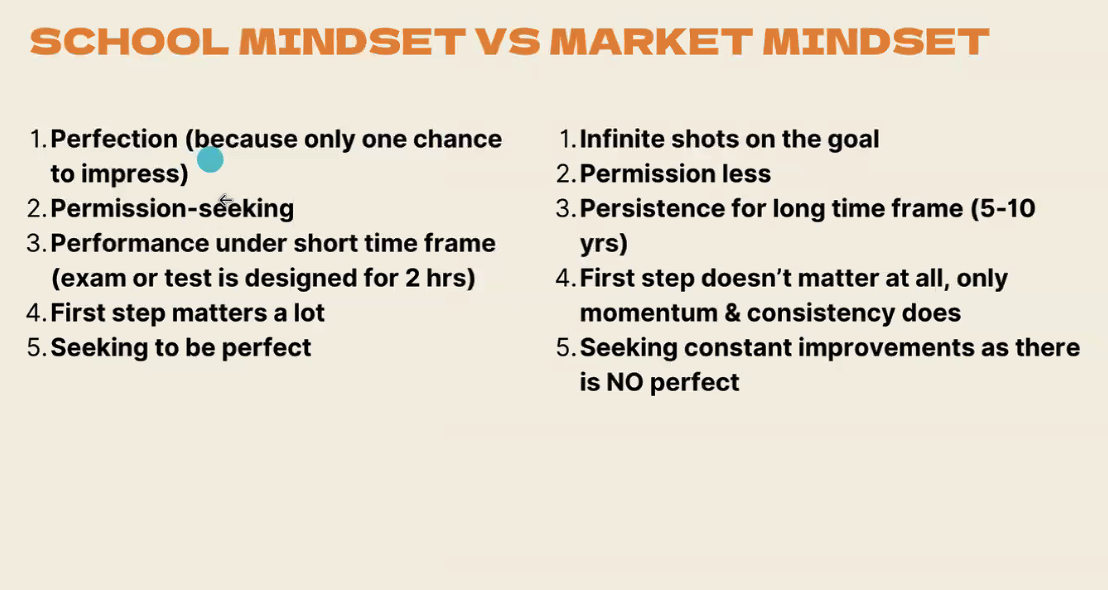 SCHOOL MINDSET VS MARKET MINDSET
1. Perfection (because only one chance
to impress)
2. Permission-seeking
3. Performance under short time frame
(exam or test is designed for 2 hrs)
4. First step matters a lot
5. Seeking to be perfect
1. Infinite shots on the goal
2. Permission less
3. Persistence for long time frame (5-10
yrs)
4. First step doesn’t matter at all, only
momentum & consistency does
5. Seeking constant improvements as there
is NO perfect